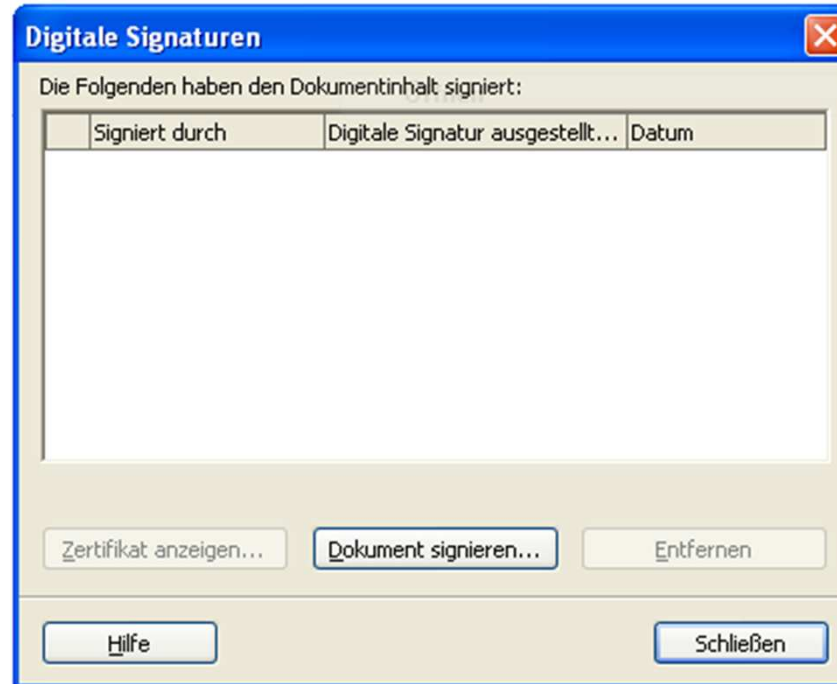 Digitale Signaturen
Die Folgenden haben den Dokumentinhalt signiert:
Signiert durch Digitale Signatur ausgestellt... Datum
Zertifikat anzeigen... Dokument signieren... Entfernen
Hilfe Schließen